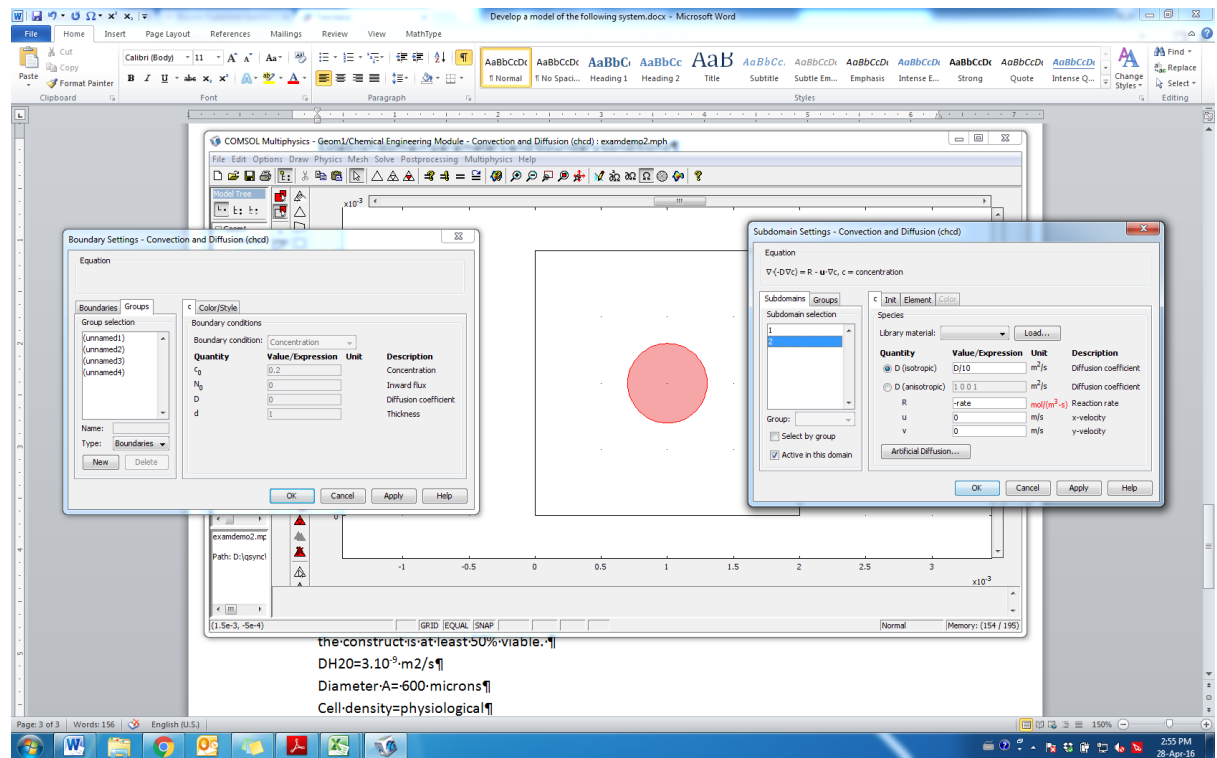 Develop a model of the following system.docx - Microsoft Word
File Home Insert Page Layout References Mailings Review View MathType
Cut
Copy
Format Painter
Paste
Calibri (Body) 11
AaBbCcDc AaBbCcDc AaBbC AaBbCc AaB AaBbCc. AaBbCcDc AaBbCcDc AaBbCcDc AaBbCcDc AaBbCcDc AaBbCcDc
¶ Normal ¶ No Spaci... Heading 1 Heading 2 Title Subtitle Subtle Em... Emphasis Intense E... Strong Quote Intense Q...
Change Styles
Find
Replace
Select
Clipboard Font Paragraph Styles Editing
COMSOL Multiphysics - Geom1/Chemical Engineering Module - Convection and Diffusion (chcd) : examdemo2.mph
File Edit Options Draw Physics Mesh Solve Postprocessing Multiphysics Help
Model Tree
Geom1
x10-3
Boundary Settings - Convection and Diffusion (chcd)
Equation
Boundaries Groups
Group selection
(unnamed1)
(unnamed2)
(unnamed3)
(unnamed4)
Name:
Type: Boundaries
New Delete
c Color/Style
Boundary conditions
Boundary condition: Concentration
Quantity Value/Expression Unit Description
c0 0.2 Concentration
N0 0 Inward flux
D 0 Diffusion coefficient
d 1 Thickness
OK Cancel Apply Help
Subdomain Settings - Convection and Diffusion (chcd)
Equation
∇·(-D∇c) = R - u·∇c, c = concentration
Subdomains Groups
Subdomain selection
1
2
Group:
Select by group
Active in this domain
c Init Element Color
Species
Library material: Load...
Quantity Value/Expression Unit Description
D (isotropic) D/10 m²/s Diffusion coefficient
D (anisotropic) 1 0 0 1 m²/s Diffusion coefficient
R -rate mol/(m³·s) Reaction rate
u 0 m/s x-velocity
v 0 m/s y-velocity
Artificial Diffusion...
OK Cancel Apply Help
0
-1 -0.5 0 0.5 1 1.5 2 2.5 3
x10-3
examdemo2.mp
Path: D:\qsync\
(1.5e-3, -5e-4) GRID EQUAL SNAP Normal Memory: (154 / 195)
the·construct·is·at·least·50%·viable.·¶
DH20=3.10-9·m2/s¶
Diameter·A=·600·microns¶
Cell·density=physiological¶
Page: 3 of 3 Words: 156 English (U.S.) 150%
2:55 PM
28-Apr-16